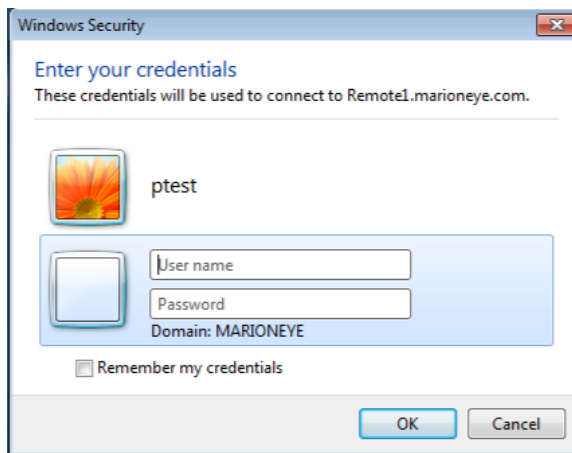 Windows Security
Enter your credentials
These credentials will be used to connect to Remote1.marioneye.com.
ptest
User name
Password
Domain: MARIONEYE
Remember my credentials
OK
Cancel